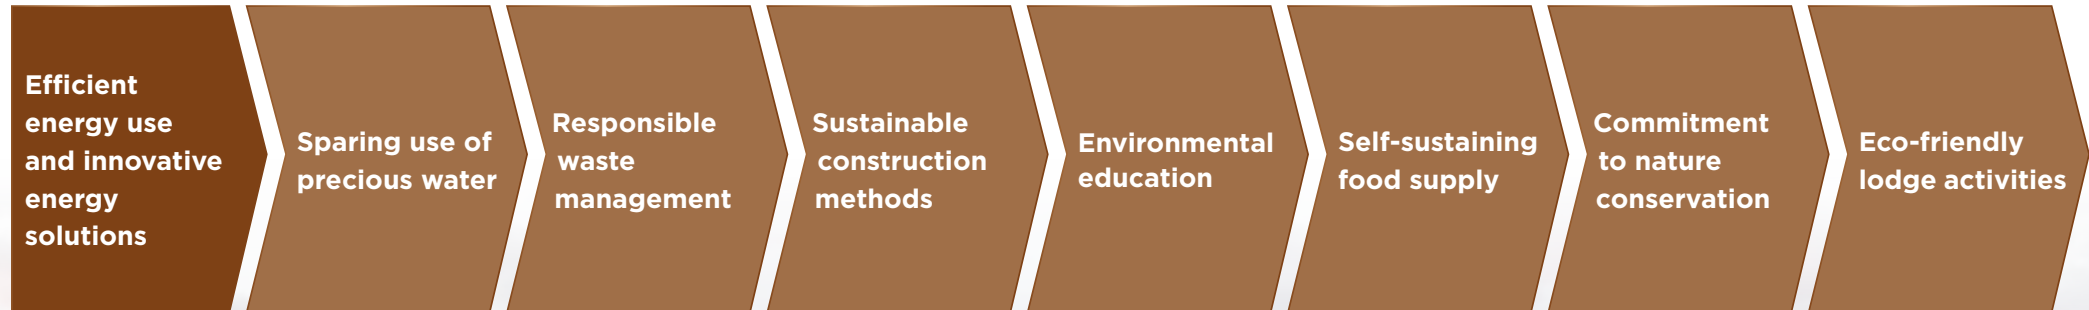 Efficient
energy use
and innovative
energy
solutions
Sparing use of
precious water
Responsible
waste
management
Sustainable
construction
methods
Environmental
education
Self-sustaining
food supply
Commitment
to nature
conservation
Eco-friendly
lodge activities